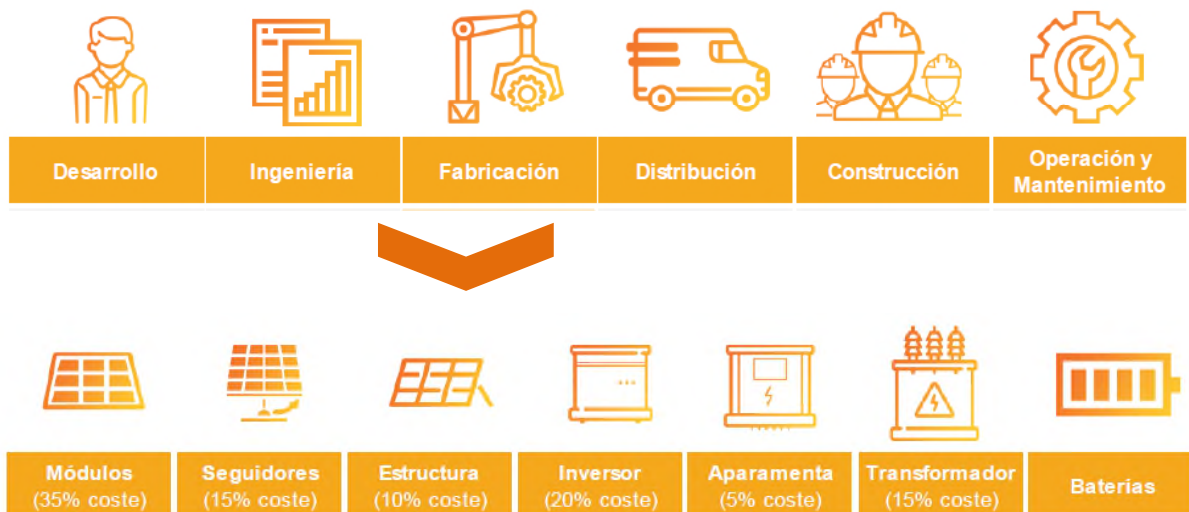 Desarrollo
Ingeniería
Fabricación
Distribución
Construcción
Operación y
Mantenimiento
Módulos
(35% coste)
Seguidores
(15% coste)
Estructura
(10% coste)
Inversor
(20% coste)
Aparamenta
(5% coste)
Transformador
(15% coste)
Baterías